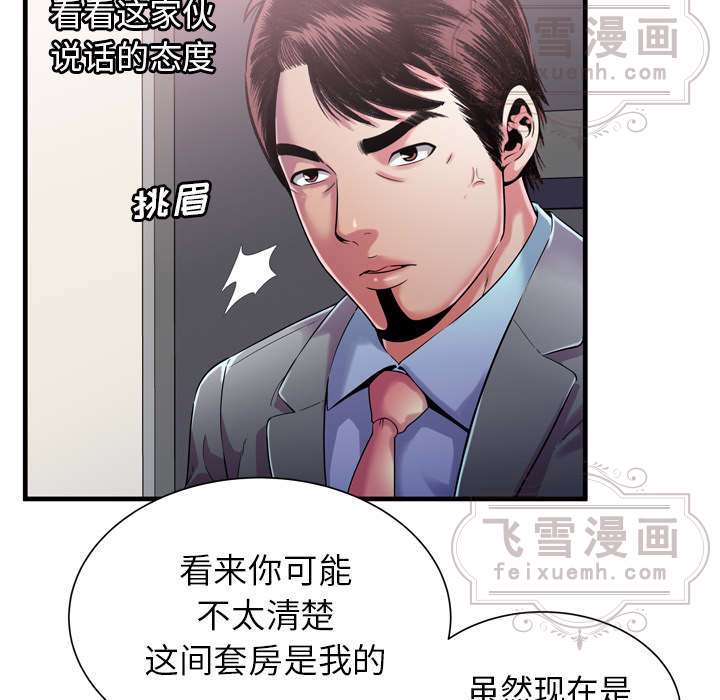 看看这家伙
说话的态度
飞雪漫画
feixuemh.com
挑眉
飞雪漫画
feixuemh.com
看来你可能
不太清楚
这间套房是我的
虽然现在是